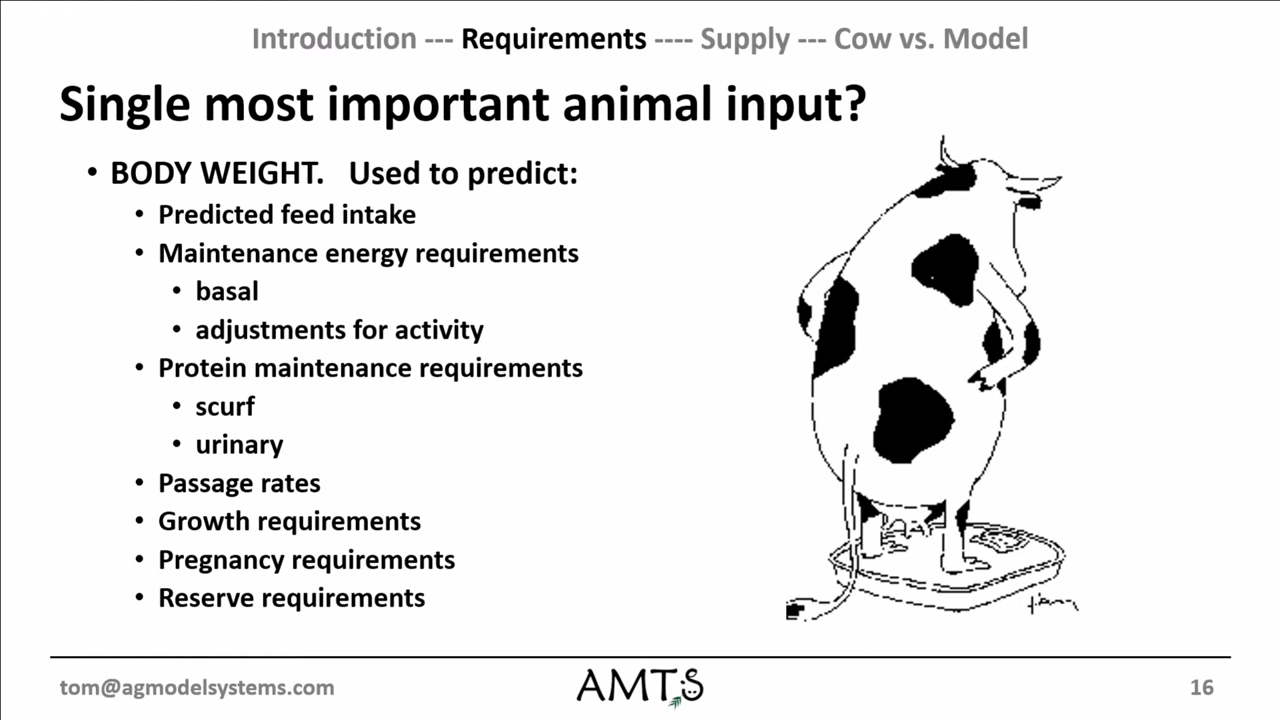 Introduction --- Requirements ---- Supply --- Cow vs. Model
Single most important animal input?
• BODY WEIGHT. Used to predict:
• Predicted feed intake
• Maintenance energy requirements
• basal
• adjustments for activity
• Protein maintenance requirements
• scurf
• urinary
• Passage rates
• Growth requirements
• Pregnancy requirements
• Reserve requirements
tom@agmodelsystems.com
AMTS
16